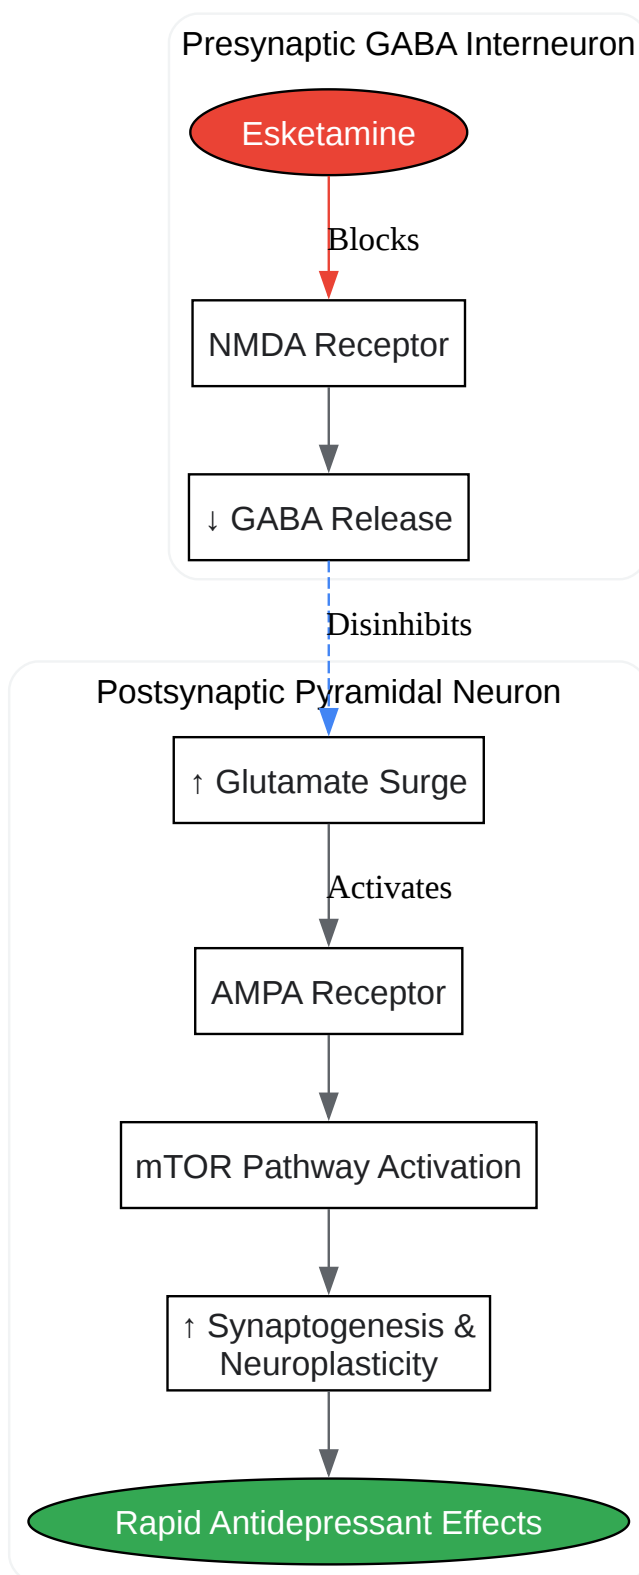 Presynaptic GABA Interneuron
Esketamine
Blocks
NMDA Receptor
↓ GABA Release
Disinhibits
Postsynaptic Pyramidal Neuron
↑ Glutamate Surge
Activates
AMPA Receptor
mTOR Pathway Activation
↑ Synaptogenesis &
Neuroplasticity
Rapid Antidepressant Effects